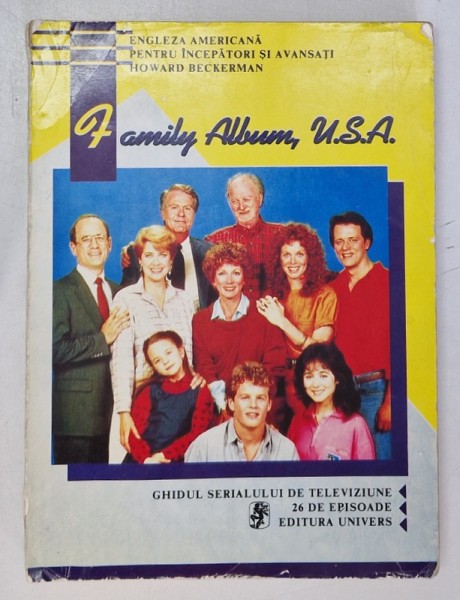 ENGLEZA AMERICANĂ
PENTRU ÎNCEPĂTORI ȘI AVANSAȚI
HOWARD BECKERMAN
Family Album, U.S.A.
GHIDUL SERIALULUI DE TELEVIZIUNE
26 DE EPISOADE
EDITURA UNIVERS